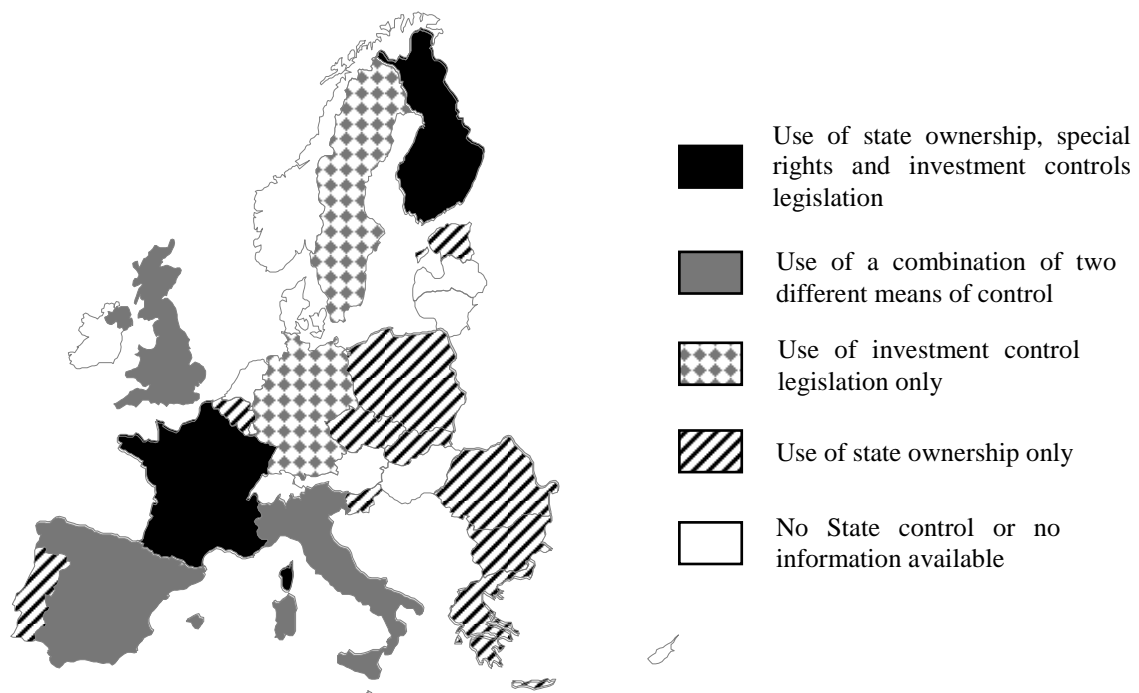 Use of state ownership, special
rights and investment controls
legislation
Use of a combination of two
different means of control
Use of investment control
legislation only
Use of state ownership only
No State control or no
information available